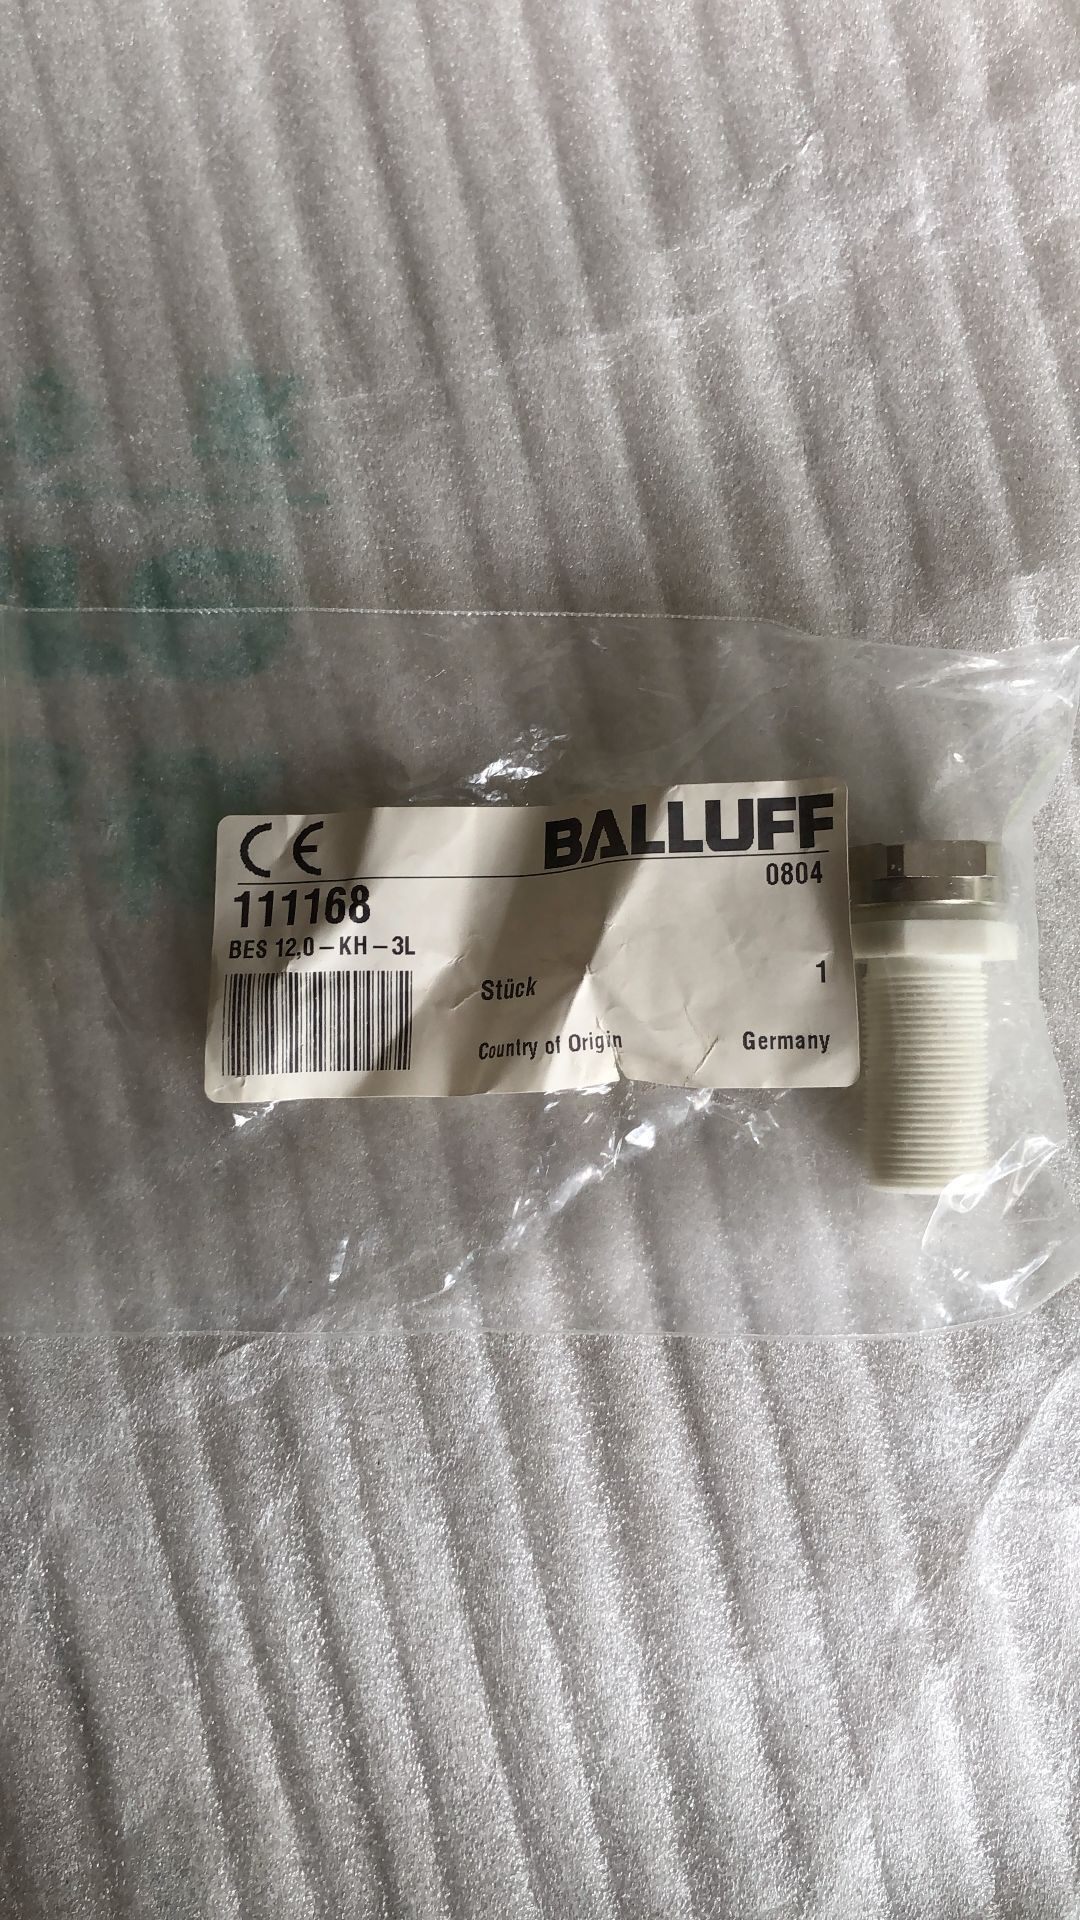 CE BALLUFF
0804
111168
BES 12,0-KH-3L
Stück 1
Country of Origin Germany